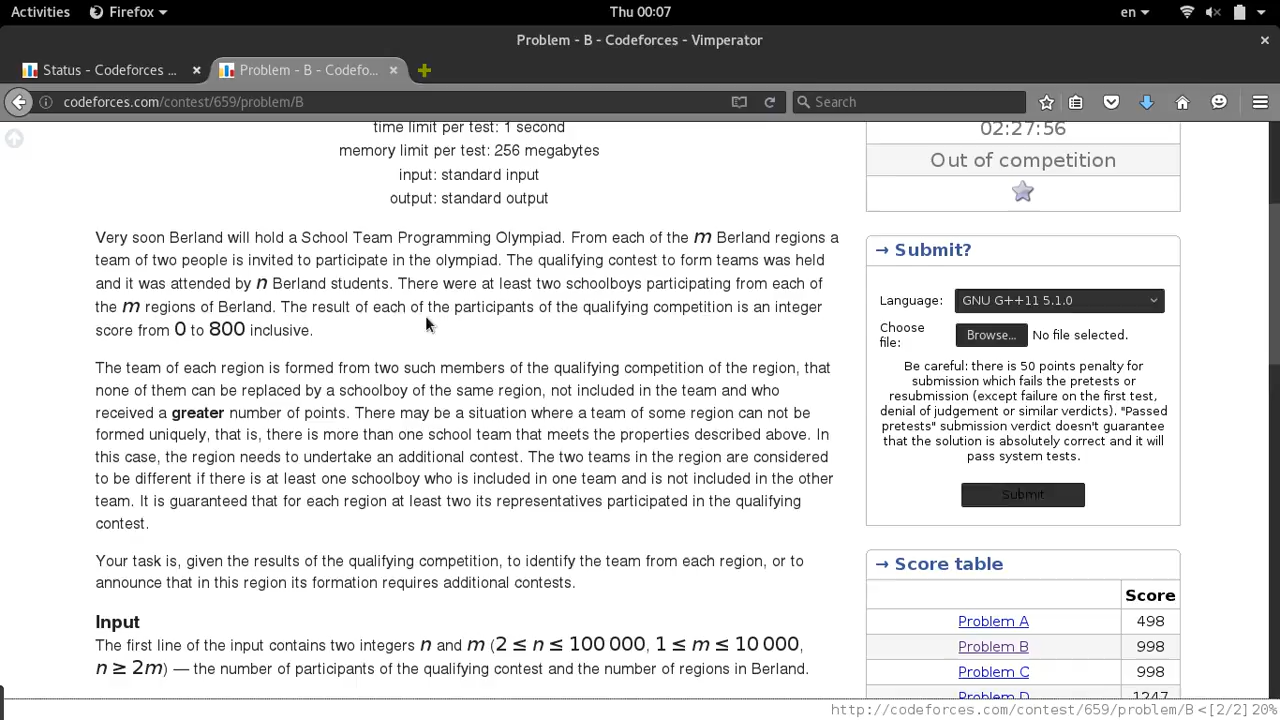 Activities Firefox Thu 00:07 en
Problem - B - Codeforces - Vimperator
Status - Codeforces ... Problem - B - Codefo...
codeforces.com/contest/659/problem/B Search
time limit per test: 1 second
memory limit per test: 256 megabytes
input: standard input
output: standard output
Very soon Berland will hold a School Team Programming Olympiad. From each of the m Berland regions a
team of two people is invited to participate in the olympiad. The qualifying contest to form teams was held
and it was attended by n Berland students. There were at least two schoolboys participating from each of
the m regions of Berland. The result of each of the participants of the qualifying competition is an integer
score from 0 to 800 inclusive.
The team of each region is formed from two such members of the qualifying competition of the region, that
none of them can be replaced by a schoolboy of the same region, not included in the team and who
received a greater number of points. There may be a situation where a team of some region can not be
formed uniquely, that is, there is more than one school team that meets the properties described above. In
this case, the region needs to undertake an additional contest. The two teams in the region are considered
to be different if there is at least one schoolboy who is included in one team and is not included in the other
team. It is guaranteed that for each region at least two its representatives participated in the qualifying
contest.
Your task is, given the results of the qualifying competition, to identify the team from each region, or to
announce that in this region its formation requires additional contests.
Input
The first line of the input contains two integers n and m (2 ≤ n ≤ 100 000, 1 ≤ m ≤ 10 000,
n ≥ 2m) — the number of participants of the qualifying contest and the number of regions in Berland.
02:27:56
Out of competition
→ Submit?
Language: GNU G++11 5.1.0
Choose
file: Browse... No file selected.
Be careful: there is 50 points penalty for
submission which fails the pretests or
resubmission (except failure on the first test,
denial of judgement or similar verdicts). "Passed
pretests" submission verdict doesn't guarantee
that the solution is absolutely correct and it will
pass system tests.
Submit
→ Score table
Score
Problem A 498
Problem B 998
Problem C 998
Problem D 1247
http://codeforces.com/contest/659/problem/B <[2/2] 20%